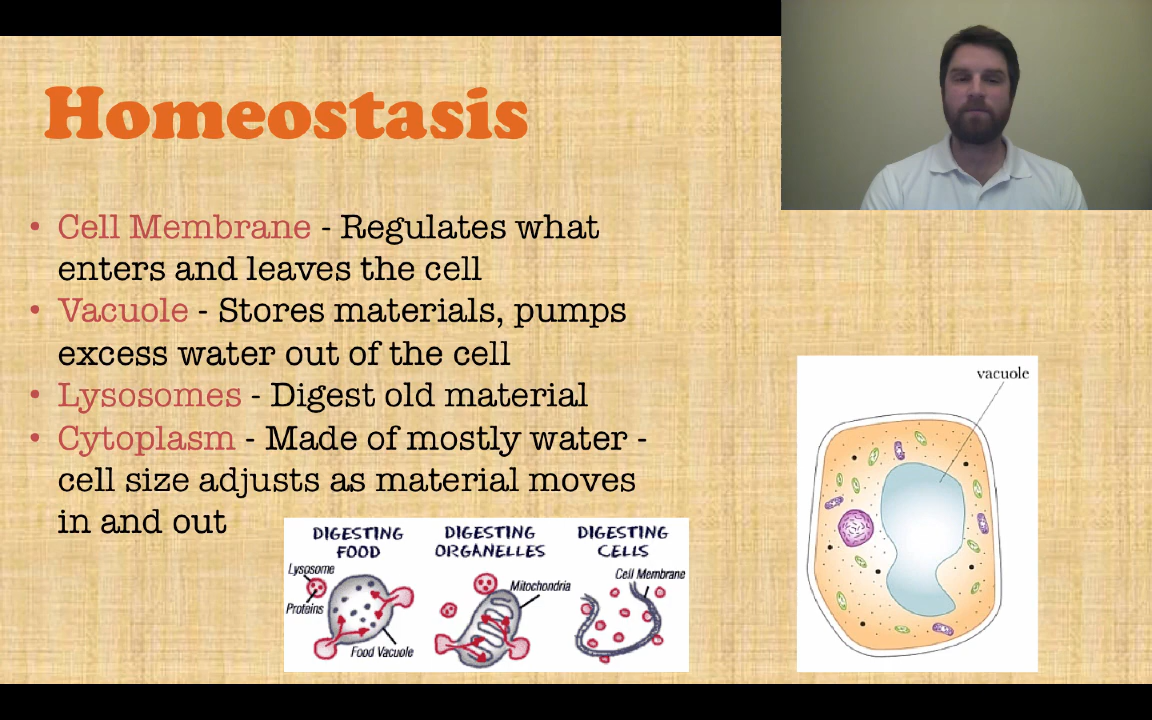 Homeostasis
• Cell Membrane - Regulates what
enters and leaves the cell
• Vacuole - Stores materials, pumps
excess water out of the cell
• Lysosomes - Digest old material
• Cytoplasm - Made of mostly water -
cell size adjusts as material moves
in and out
vacuole
DIGESTING
FOOD
Lysosome
Proteins
Food Vacuole
DIGESTING
ORGANELLES
Mitochondria
DIGESTING
CELLS
Cell Membrane